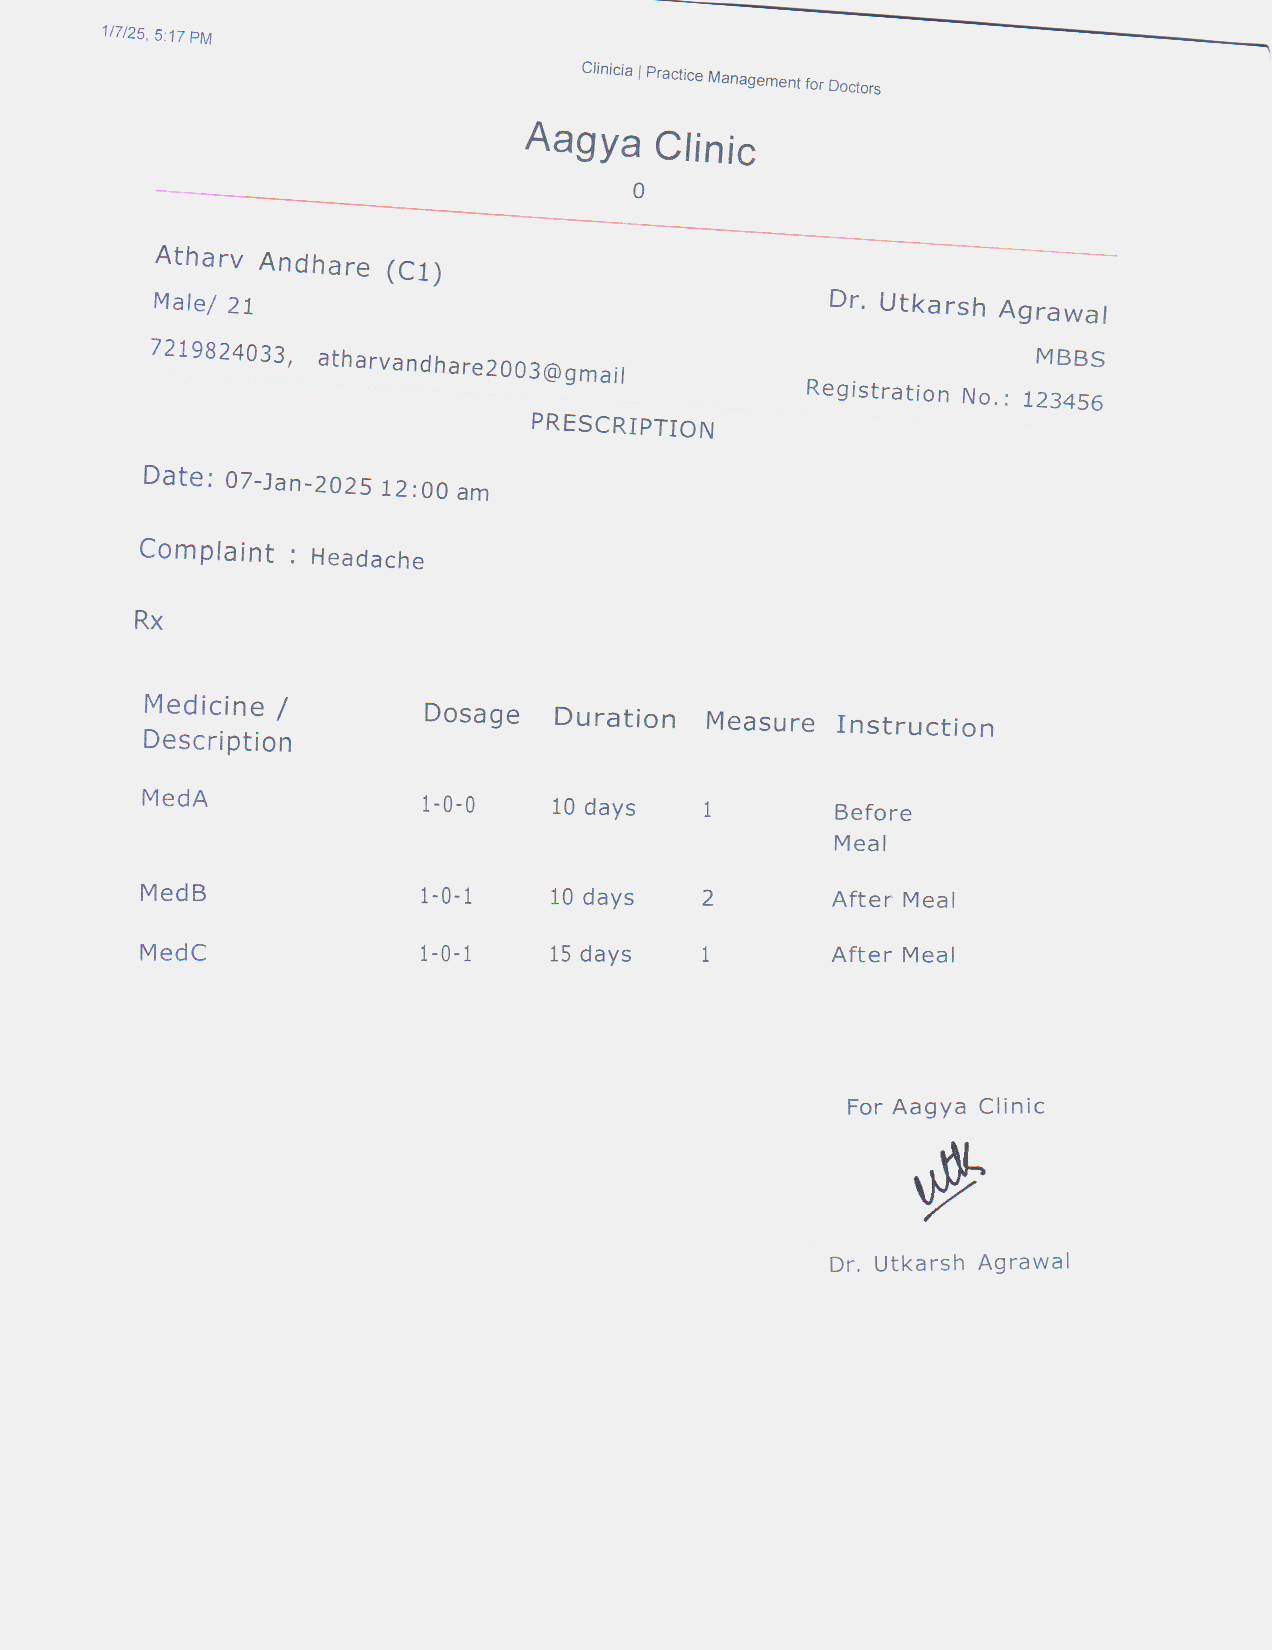 1/7/25, 5:17 PM
Clinicia | Practice Management for Doctors
Aagya Clinic
0
Atharv Andhare (C1)
Male/ 21
7219824033, atharvandhare2003@gmail
Dr. Utkarsh Agrawal
MBBS
Registration No.: 123456
PRESCRIPTION
Date: 07-Jan-2025 12:00 am
Complaint : Headache
Rx
Medicine / Description Dosage Duration Measure Instruction
MedA 1-0-0 10 days 1 Before Meal
MedB 1-0-1 10 days 2 After Meal
MedC 1-0-1 15 days 1 After Meal
For Aagya Clinic
utk
Dr. Utkarsh Agrawal